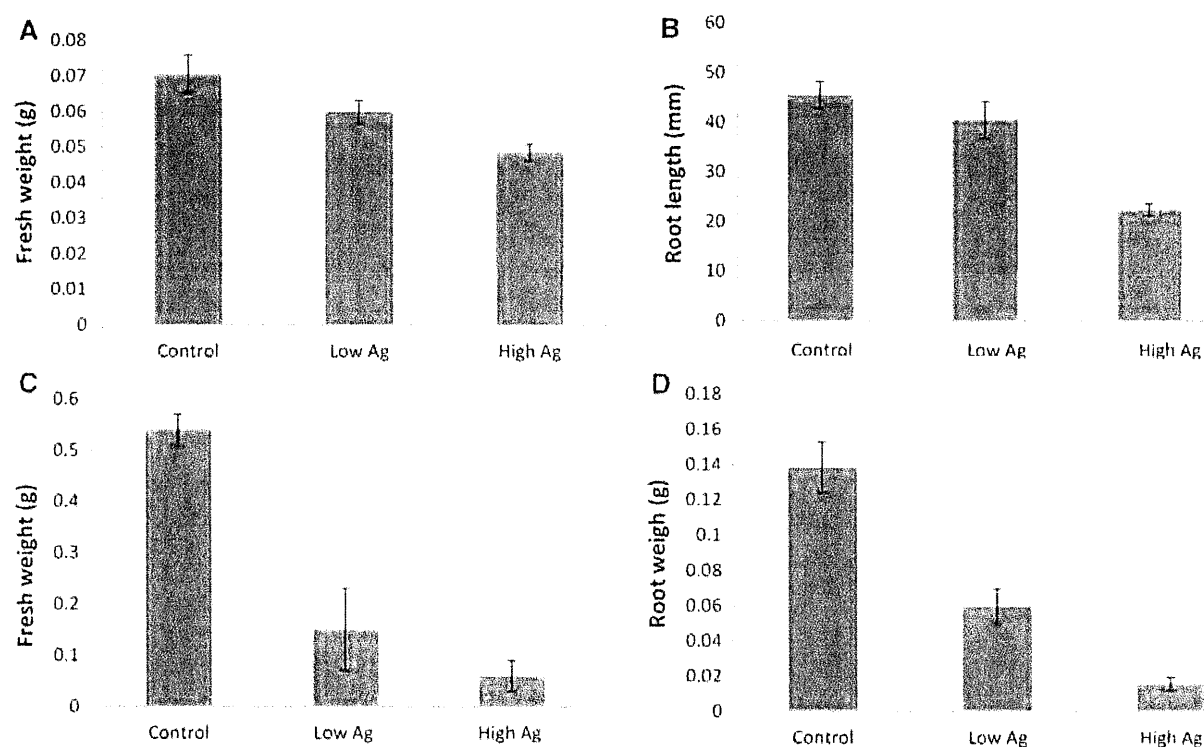 A
Fresh weight (g)
0.08
0.07
0.06
0.05
0.04
0.03
0.02
0.01
0
Control Low Ag High Ag
B
Root length (mm)
60
50
40
30
20
10
0
Control Low Ag High Ag
C
Fresh weight (g)
0.6
0.5
0.4
0.3
0.2
0.1
0
Control Low Ag High Ag
D
Root weigh (g)
0.18
0.16
0.14
0.12
0.1
0.08
0.06
0.04
0.02
0
Control Low Ag High Ag